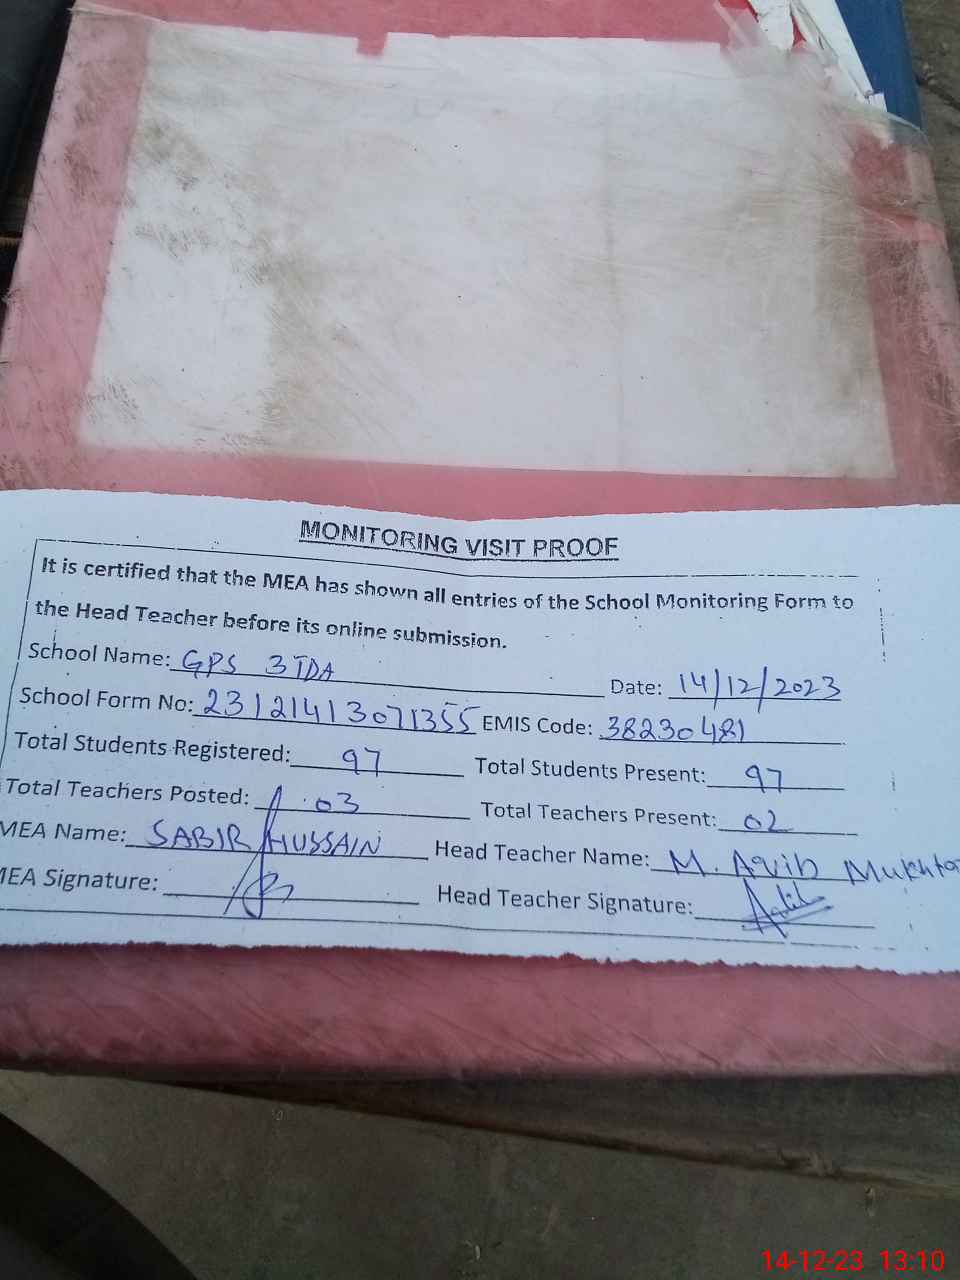 MONITORING VISIT PROOF
It is certified that the MEA has shown all entries of the School Monitoring Form to
the Head Teacher before its online submission.
School Name: GPS 3TDA Date: 14/12/2023
School Form No: 23121413071355 EMIS Code: 38230481
Total Students Registered: 97 Total Students Present: 97
Total Teachers Posted: 03 Total Teachers Present: 02
MEA Name: SABIR HUSSAIN Head Teacher Name: M. Aqib Mukhta
MEA Signature: Head Teacher Signature:
14-12-23 13:10